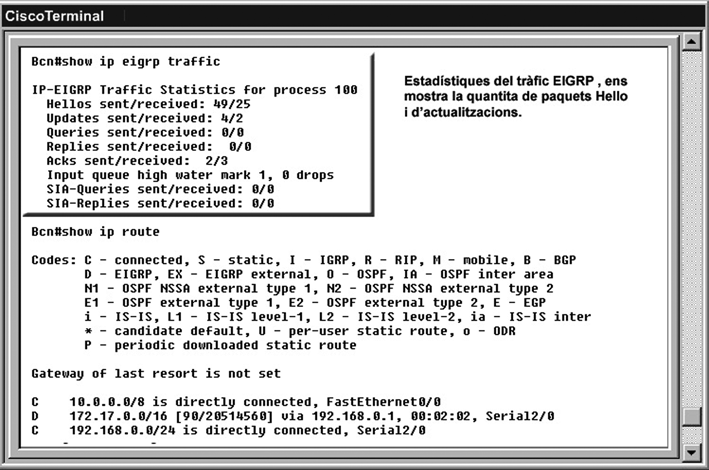 CiscoTerminal
Bcn#show ip eigrp traffic
IP-EIGRP Traffic Statistics for process 100
Hellos sent/received: 49/25
Updates sent/received: 4/2
Queries sent/received: 0/0
Replies sent/received:  0/0
Acks sent/received:  2/3
Input queue high water mark 1, 0 drops
SIA-Queries sent/received: 0/0
SIA-Replies sent/received: 0/0
Estadístiques del tràfic EIGRP , ens
mostra la quantita de paquets Hello
i d'actualitzacions.
Bcn#show ip route
Codes: C - connected, S - static, I - IGRP, R - RIP, M - mobile, B - BGP
D - EIGRP, EX - EIGRP external, O - OSPF, IA - OSPF inter area
N1 - OSPF NSSA external type 1, N2 - OSPF NSSA external type 2
E1 - OSPF external type 1, E2 - OSPF external type 2, E - EGP
i - IS-IS, L1 - IS-IS level-1, L2 - IS-IS level-2, ia - IS-IS inter
* - candidate default, U - per-user static route, o - ODR
P - periodic downloaded static route
Gateway of last resort is not set
C    10.0.0.0/8 is directly connected, FastEthernet0/0
D    172.17.0.0/16 [90/20514560] via 192.168.0.1, 00:02:02, Serial2/0
C    192.168.0.0/24 is directly connected, Serial2/0